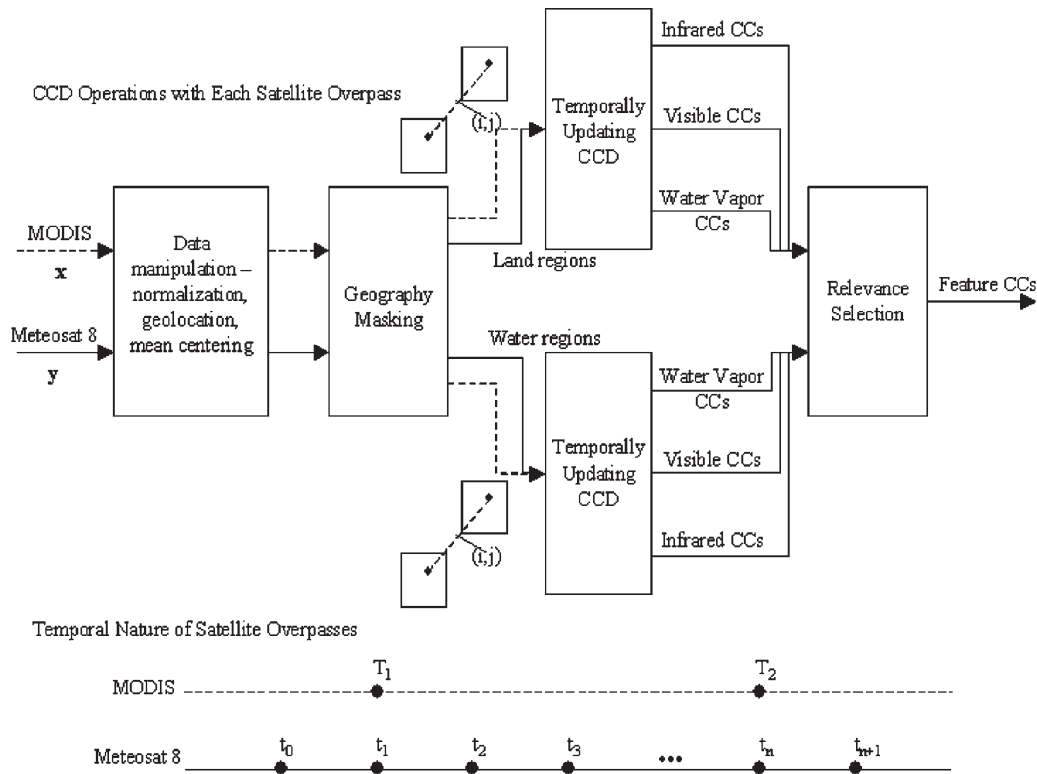 CCD Operations with Each Satellite Overpass
MODIS
x
Meteosat 8
y
Data
manipulation –
normalization,
geolocation,
mean centering
Geography
Masking
(i,j)
Land regions
Water regions
(i,j)
Temporally
Updating
CCD
Infrared CCs
Visible CCs
Water Vapor
CCs
Temporally
Updating
CCD
Water Vapor
CCs
Visible CCs
Infrared CCs
Relevance
Selection
Feature CCs
Temporal Nature of Satellite Overpasses
MODIS
T1
T2
Meteosat 8
t0
t1
t2
t3
•••
tn
tn+1